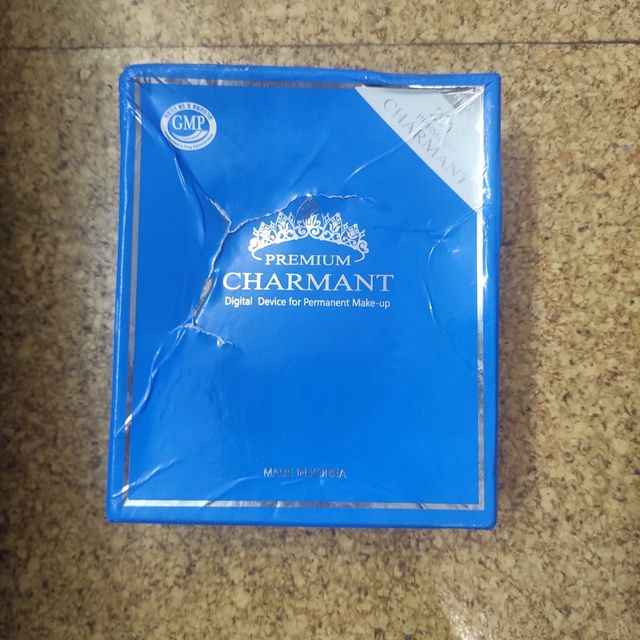 GMP
CHARMANT
PREMIUM
CHARMANT
Digital Device for Permanent Make-up
MADE IN KOREA